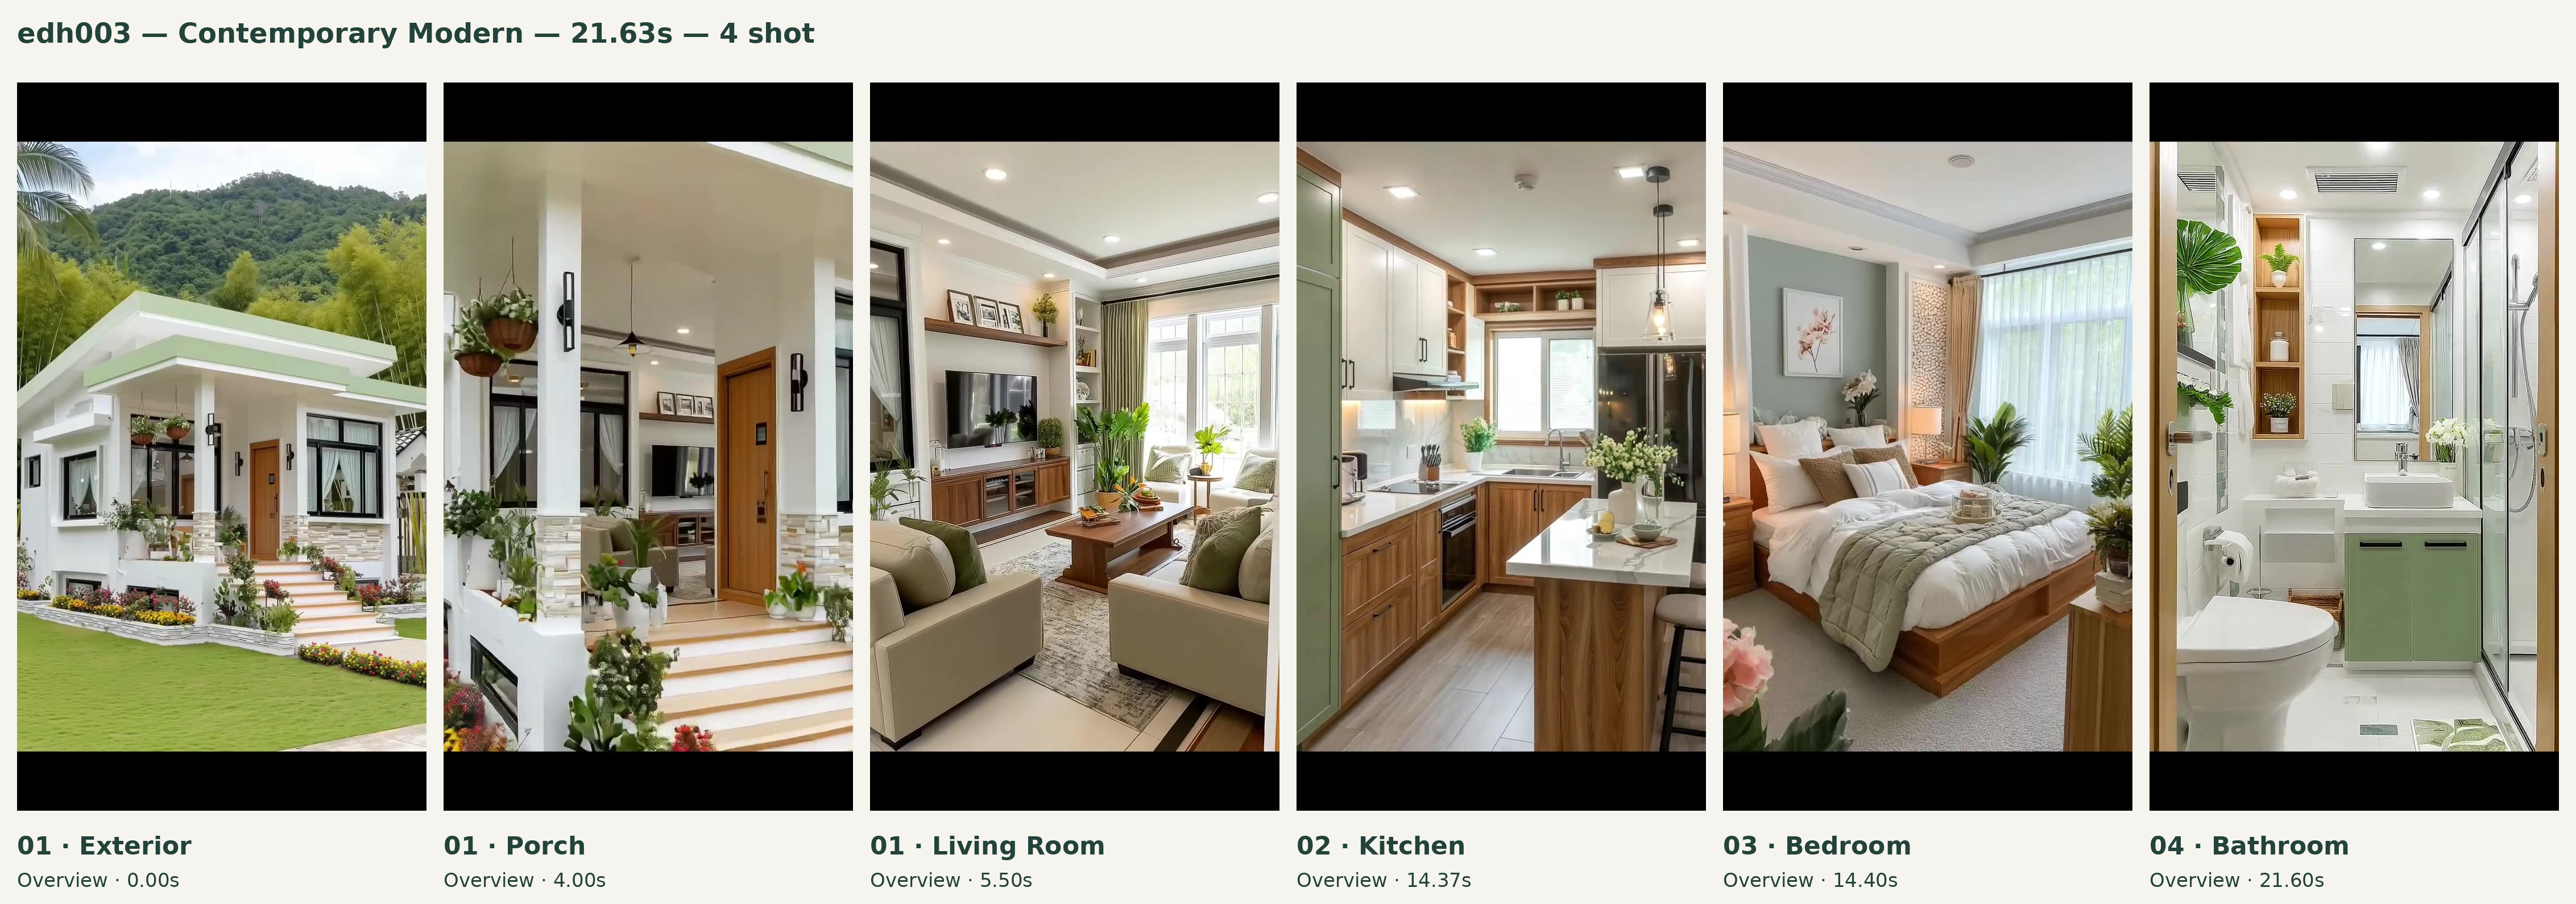 edh003 — Contemporary Modern — 21.63s — 4 shot
01 · Exterior
Overview · 0.00s
01 · Porch
Overview · 4.00s
01 · Living Room
Overview · 5.50s
02 · Kitchen
Overview · 14.37s
03 · Bedroom
Overview · 14.40s
04 · Bathroom
Overview · 21.60s